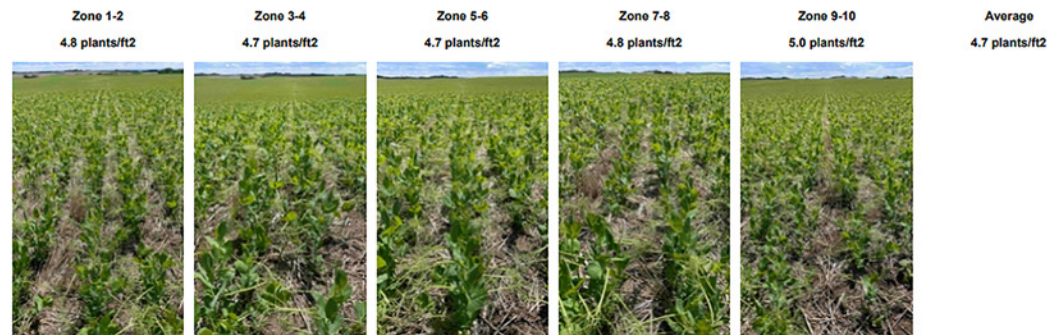 Zone 1-2
Zone 3-4
Zone 5-6
Zone 7-8
Zone 9-10
Average
4.8 plants/ft2
4.7 plants/ft2
4.7 plants/ft2
4.8 plants/ft2
5.0 plants/ft2
4.7 plants/ft2